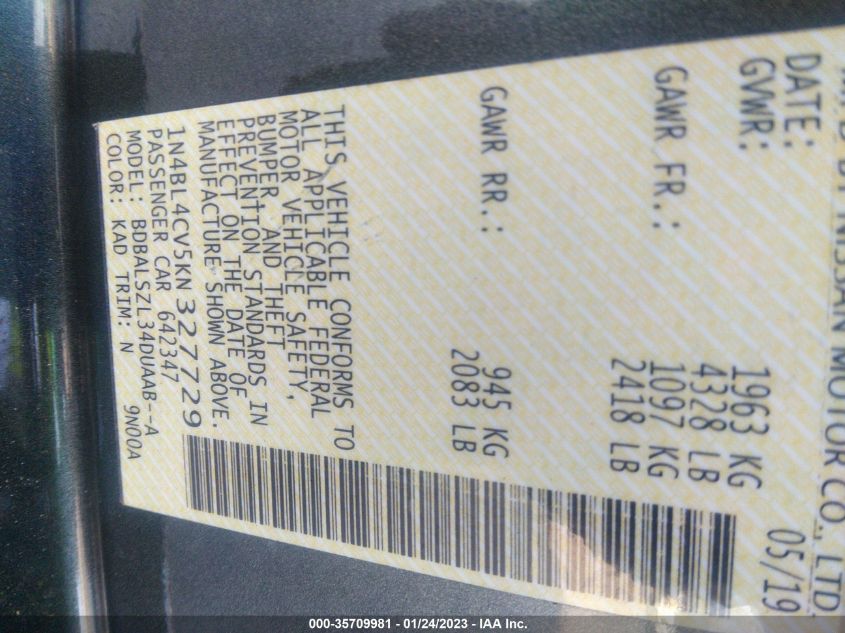 MFD BY NISSAN MOTOR CO., LTD
DATE: 05/19
GVWR: 1963 KG
4328 LB
GAWR FR.: 1097 KG
2418 LB
GAWR RR.: 945 KG
2083 LB
THIS VEHICLE CONFORMS TO
ALL APPLICABLE FEDERAL
MOTOR VEHICLE SAFETY,
BUMPER, AND THEFT
PREVENTION STANDARDS IN
EFFECT ON THE DATE OF
MANUFACTURE SHOWN ABOVE.
1N4BL4CV5KN327729
PASSENGER CAR 642347
MODEL: BDBALSZL34DUAAB--A
COLOR: KAD TRIM: N 9N00A
000-35709981 - 01/24/2023 - IAA Inc.